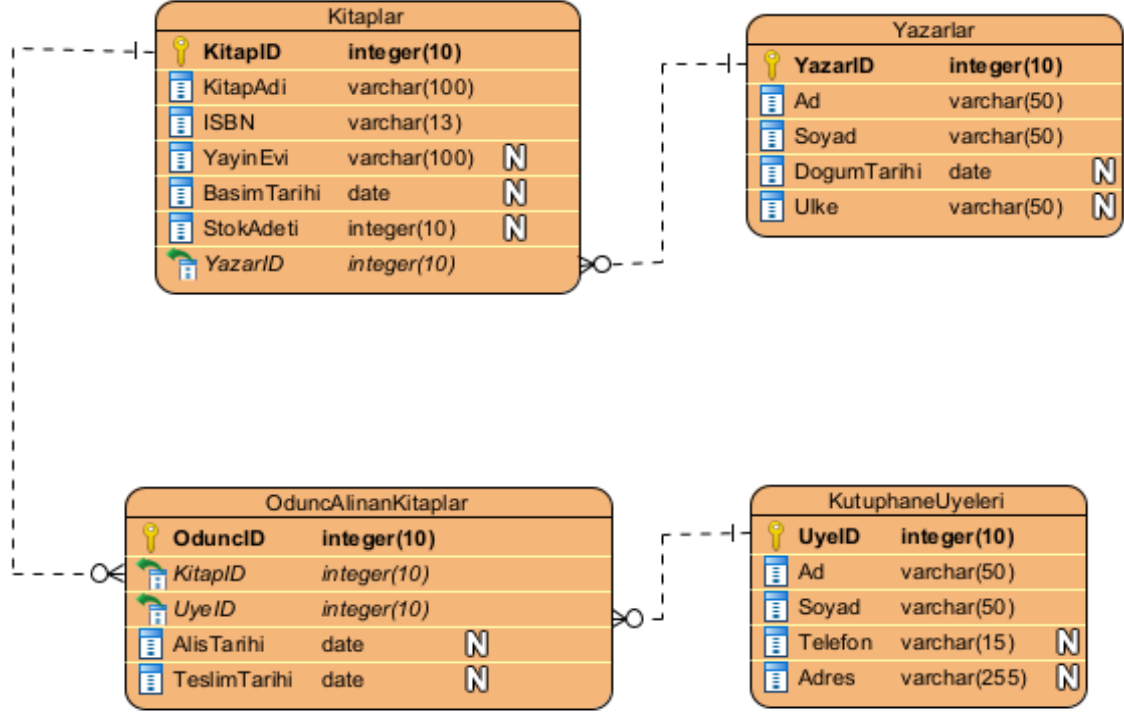 Kitaplar
KitapID integer(10)
KitapAdi varchar(100)
ISBN varchar(13)
YayinEvi varchar(100) N
BasimTarihi date N
StokAdeti integer(10) N
YazarID integer(10)
Yazarlar
YazarID integer(10)
Ad varchar(50)
Soyad varchar(50)
DogumTarihi date N
Ulke varchar(50) N
OduncAlinanKitaplar
OduncID integer(10)
KitapID integer(10)
UyeID integer(10)
AlisTarihi date N
TeslimTarihi date N
KutuphaneUyeleri
UyeID integer(10)
Ad varchar(50)
Soyad varchar(50)
Telefon varchar(15) N
Adres varchar(255) N